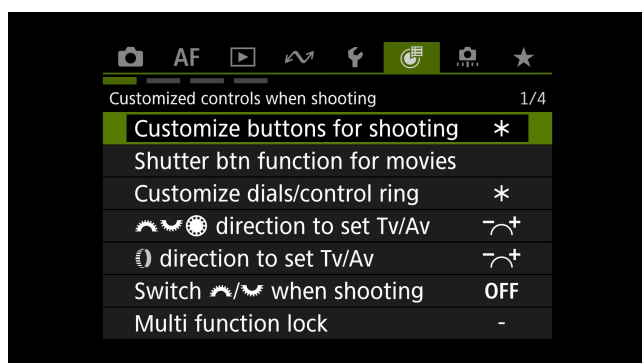 AF
Customized controls when shooting 1/4
Customize buttons for shooting *
Shutter btn function for movies
Customize dials/control ring *
direction to set Tv/Av -+
direction to set Tv/Av -+
Switch / when shooting OFF
Multi function lock -